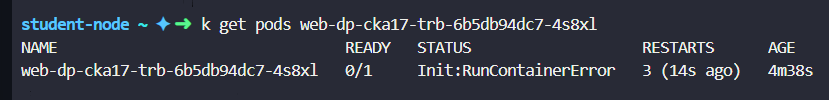 student-node ~ ✦ ➜ k get pods web-dp-cka17-trb-6b5db94dc7-4s8xl
NAME READY STATUS RESTARTS AGE
web-dp-cka17-trb-6b5db94dc7-4s8xl 0/1 Init:RunContainerError 3 (14s ago) 4m38s